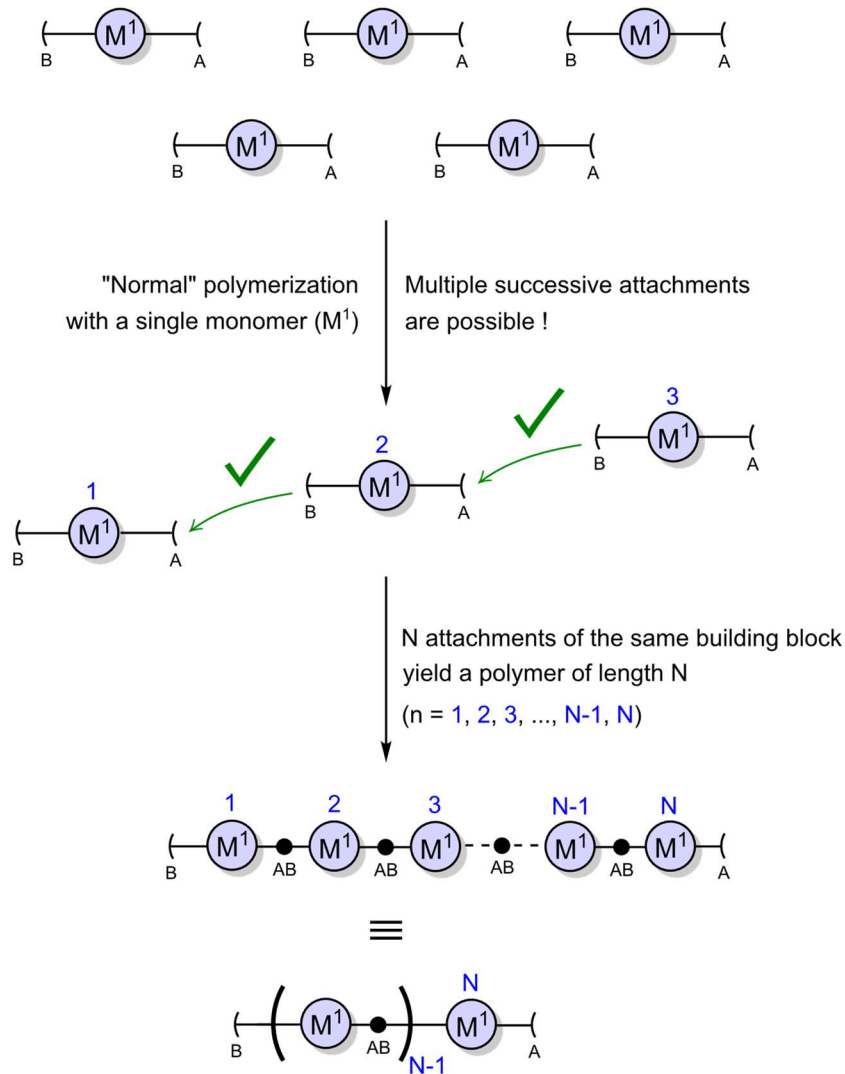 M¹ M¹ M¹
B A B A B A
M¹ M¹
B A B A
"Normal" polymerization
with a single monomer (M¹)
Multiple successive attachments
are possible !
3
M¹
B A
2
M¹
B A
1
M¹
B A
N attachments of the same building block
yield a polymer of length N
(n = 1, 2, 3, ..., N-1, N)
1 2 3 N-1 N
M¹ M¹ M¹ M¹ M¹
B AB AB AB AB A
N
M¹ M¹
B AB A
N-1